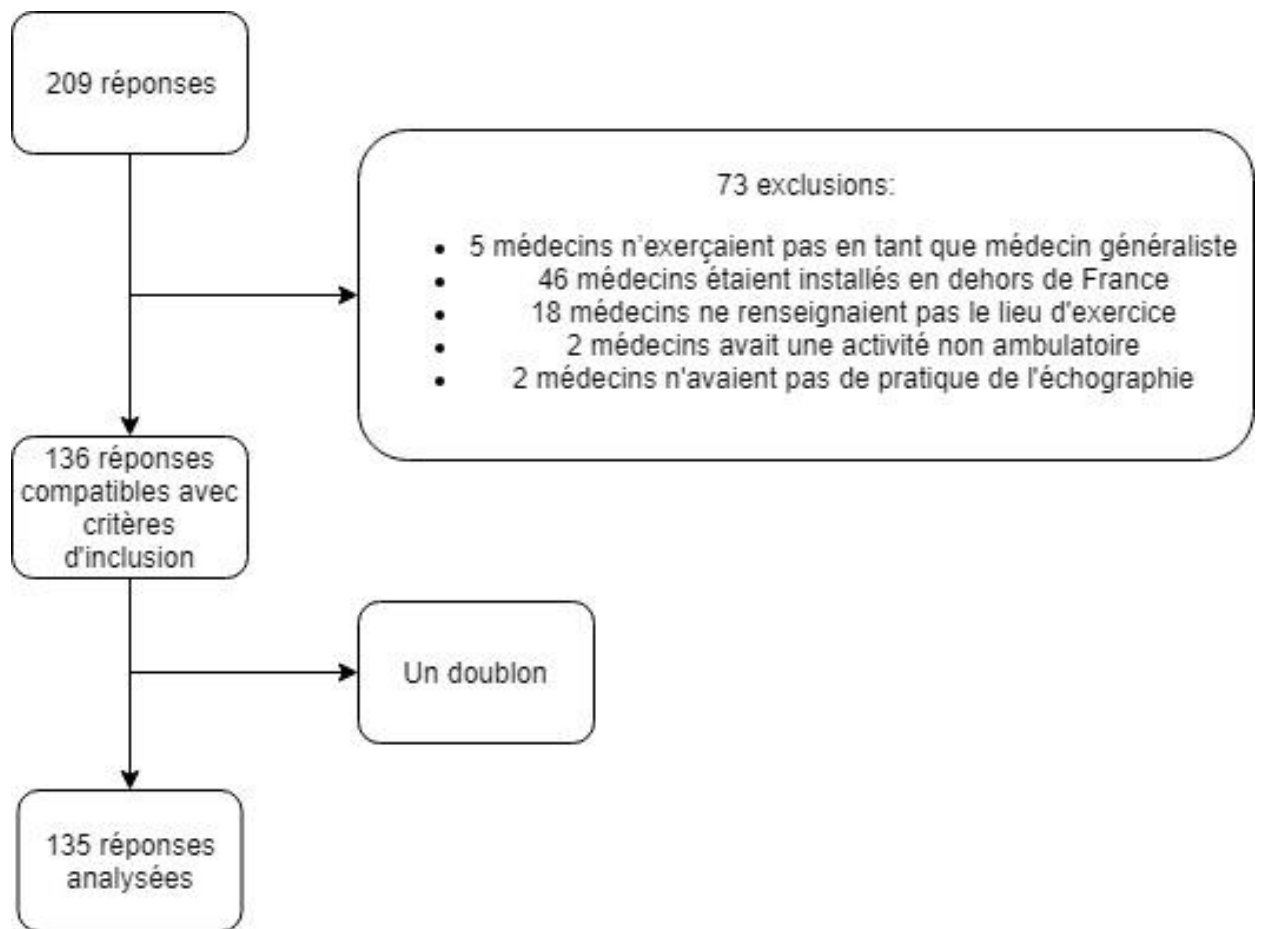 209 réponses
73 exclusions:
• 5 médecins n'exerçaient pas en tant que médecin généraliste
• 46 médecins étaient installés en dehors de France
• 18 médecins ne renseignaient pas le lieu d'exercice
• 2 médecins avait une activité non ambulatoire
• 2 médecins n'avaient pas de pratique de l'échographie
136 réponses
compatibles avec
critères
d'inclusion
Un doublon
135 réponses
analysées